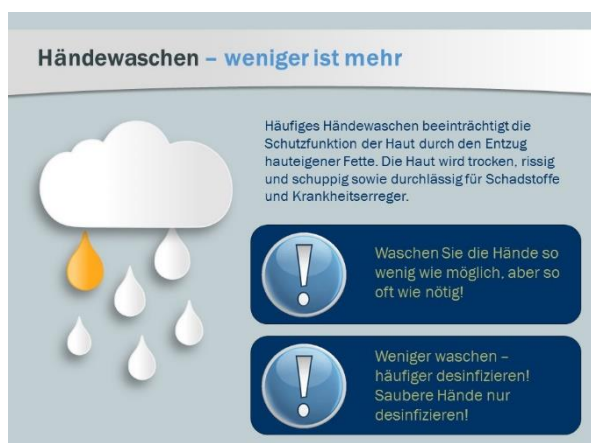 Händewaschen – weniger ist mehr
Häufiges Händewaschen beeinträchtigt die
Schutzfunktion der Haut durch den Entzug
hauteigener Fette. Die Haut wird trocken, rissig
und schuppig sowie durchlässig für Schadstoffe
und Krankheitserreger.
Waschen Sie die Hände so
wenig wie möglich, aber so
oft wie nötig!
Weniger waschen –
häufiger desinfizieren!
Saubere Hände nur
desinfizieren!